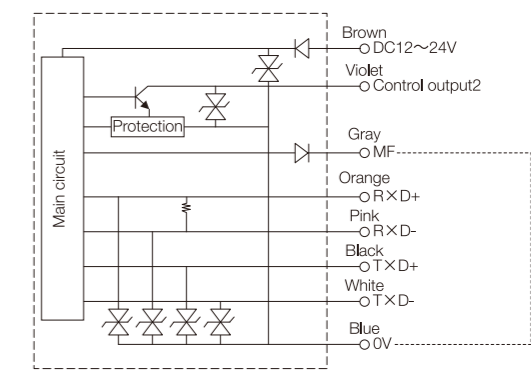 Brown
DC12～24V
Violet
Control output2
Protection
Gray
MF
Main circuit
Orange
R×D+
Pink
R×D-
Black
T×D+
White
T×D-
Blue
0V